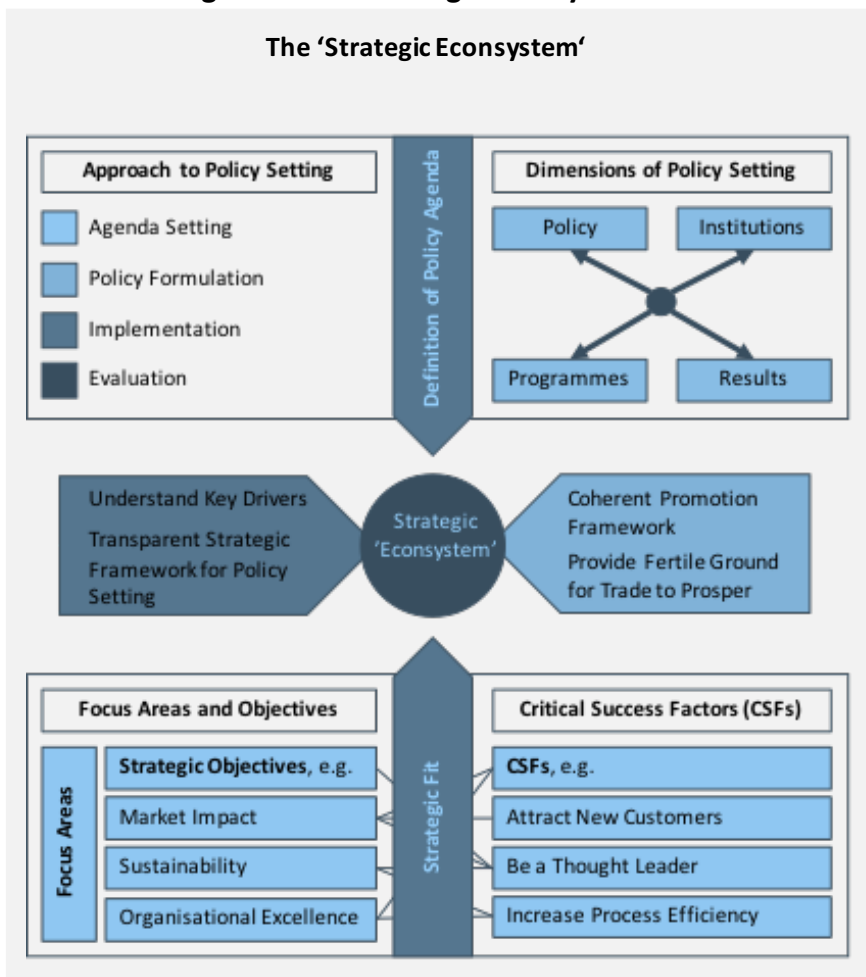 The ‘Strategic Econsystem‘
Approach to Policy Setting
Agenda Setting
Policy Formulation
Implementation
Evaluation
Definition of Policy Agenda
Dimensions of Policy Setting
Policy
Institutions
Programmes
Results
Understand Key Drivers
Transparent Strategic
Framework for Policy
Setting
Strategic
‘Econsystem’
Coherent Promotion
Framework
Provide Fertile Ground
for Trade to Prosper
Focus Areas and Objectives
Focus Areas
Strategic Objectives, e.g.
Market Impact
Sustainability
Organisational Excellence
Strategic Fit
Critical Success Factors (CSFs)
CSFs, e.g.
Attract New Customers
Be a Thought Leader
Increase Process Efficiency